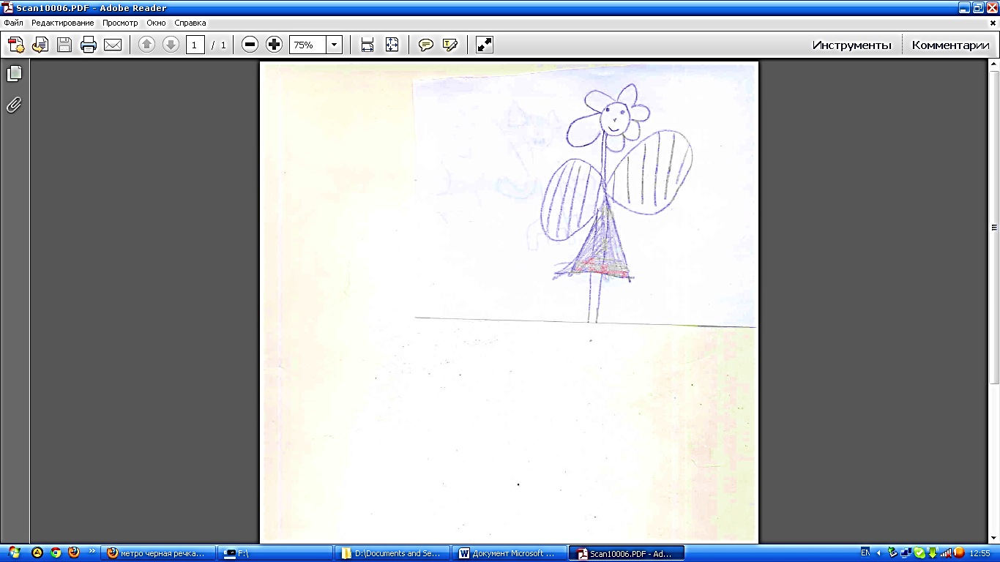 Scan10006.PDF - Adobe Reader
Файл Редактирование Просмотр Окно Справка
1 / 1 75% Инструменты Комментарии
метро черная речка... F:\ D:\Documents and Se... Документ Microsoft ... Scan10006.PDF - Ad... EN 12:55